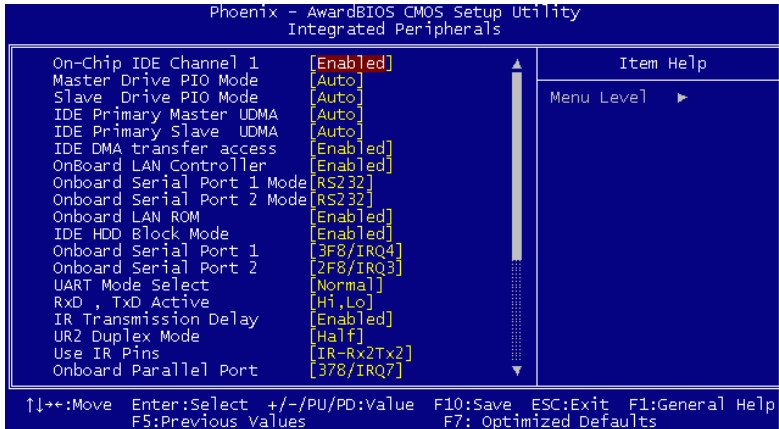 Phoenix - AwardBIOS CMOS Setup Utility
Integrated Peripherals
On-Chip IDE Channel 1 [Enabled]
Master Drive PIO Mode [Auto]
Slave Drive PIO Mode [Auto]
IDE Primary Master UDMA [Auto]
IDE Primary Slave UDMA [Auto]
IDE DMA transfer access [Enabled]
OnBoard LAN Controller [Enabled]
Onboard Serial Port 1 Mode[RS232]
Onboard Serial Port 2 Mode[RS232]
Onboard LAN ROM [Enabled]
IDE HDD Block Mode [Enabled]
Onboard Serial Port 1 [3F8/IRQ4]
Onboard Serial Port 2 [2F8/IRQ3]
UART Mode Select [Normal]
RxD , TxD Active [Hi,Lo]
IR Transmission Delay [Enabled]
UR2 Duplex Mode [Half]
Use IR Pins [IR-Rx2Tx2]
Onboard Parallel Port [378/IRQ7]
Item Help
Menu Level ►
↑↓→←:Move Enter:Select +/-/PU/PD:Value F10:Save ESC:Exit F1:General Help
F5:Previous Values F7: Optimized Defaults